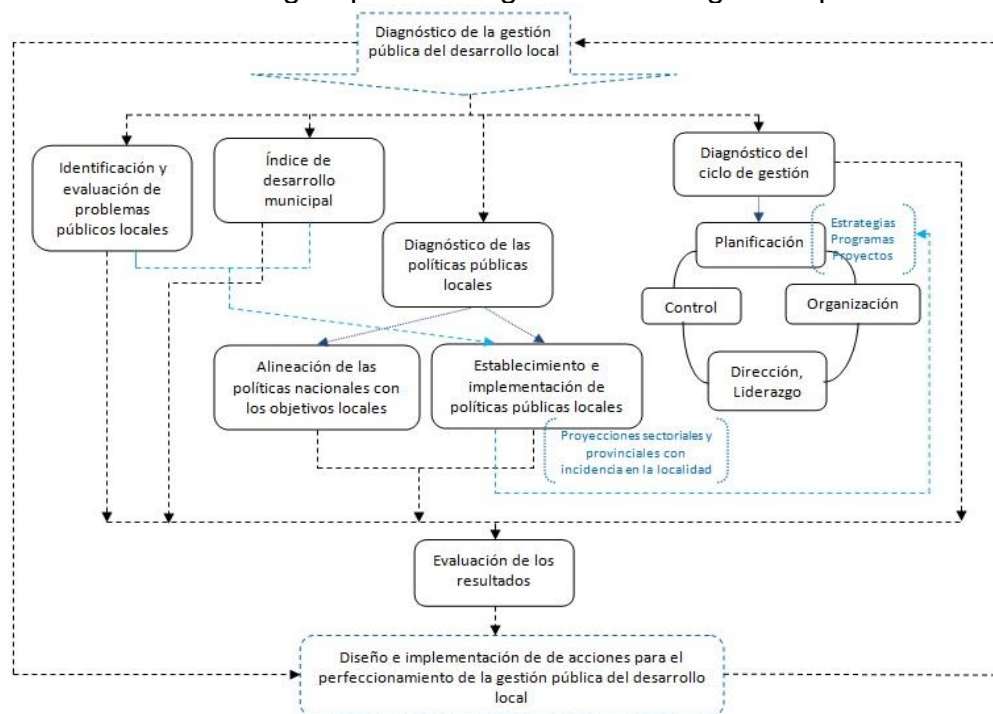 Diagnóstico de la gestión
pública del desarrollo local
Identificación y
evaluación de
problemas
públicos locales
Índice de
desarrollo
municipal
Diagnóstico de las
políticas públicas
locales
Diagnóstico del
ciclo de gestión
Planificación
Estrategias
Programas
Proyectos
Control
Organización
Dirección,
Liderazgo
Alineación de las
políticas nacionales con
los objetivos locales
Establecimiento e
implementación de
políticas públicas locales
Proyecciones sectoriales y
provinciales con
incidencia en la localidad
Evaluación de los
resultados
Diseño e implementación de de acciones para el
perfeccionamiento de la gestión pública del desarrollo
local